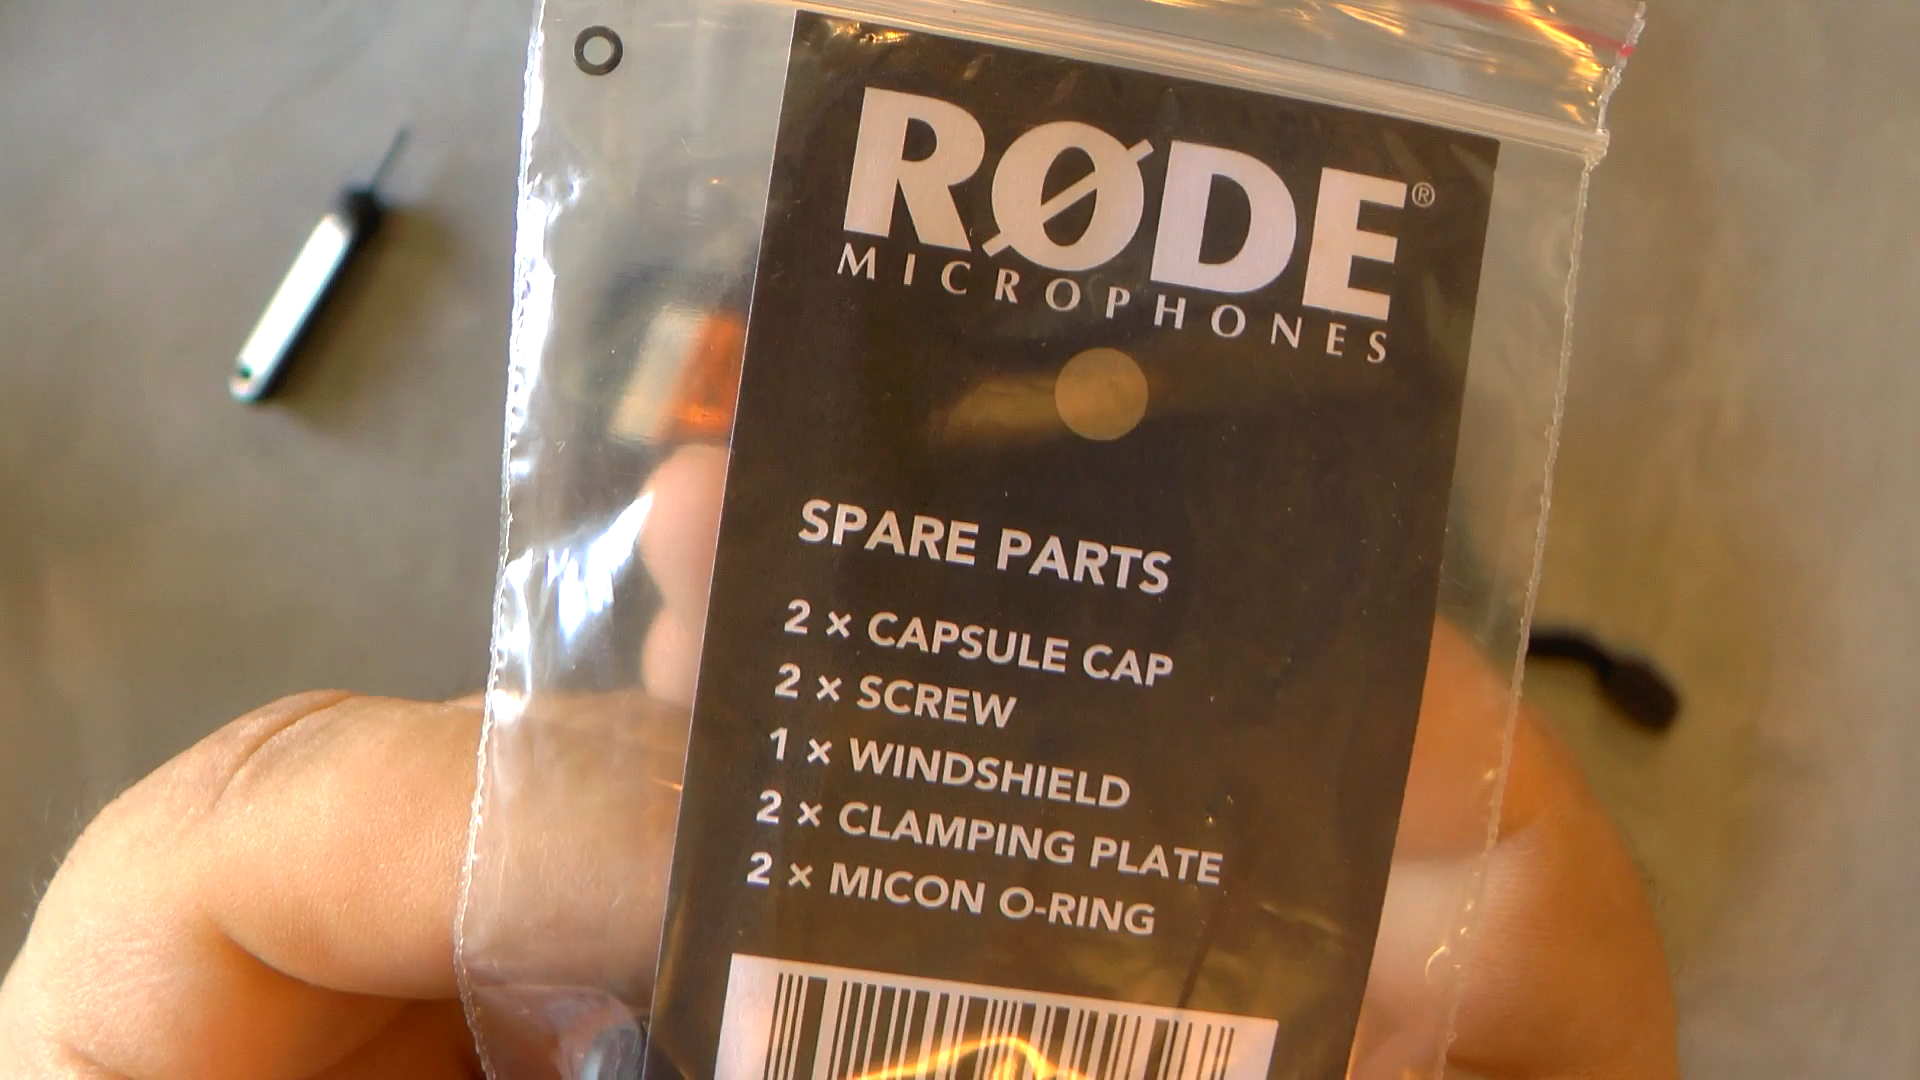 RØDE®
MICROPHONES
SPARE PARTS
2 × CAPSULE CAP
2 × SCREW
1 × WINDSHIELD
2 × CLAMPING PLATE
2 × MICON O-RING